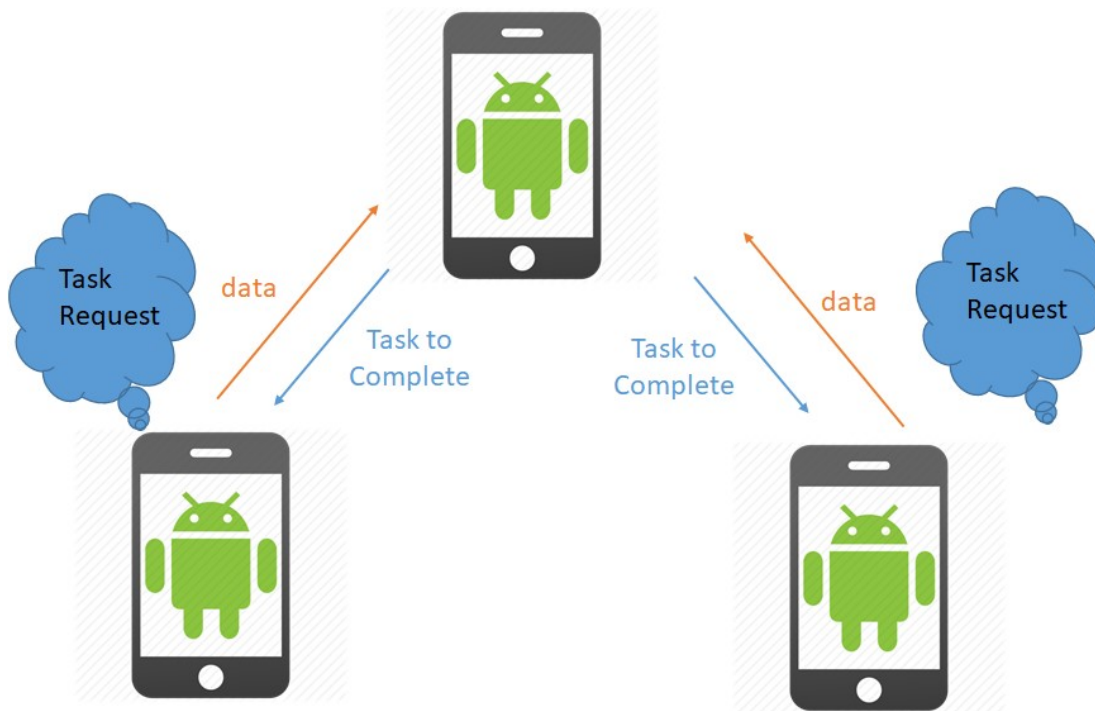 Task
Request
data
Task to
Complete
Task to
Complete
data
Task
Request